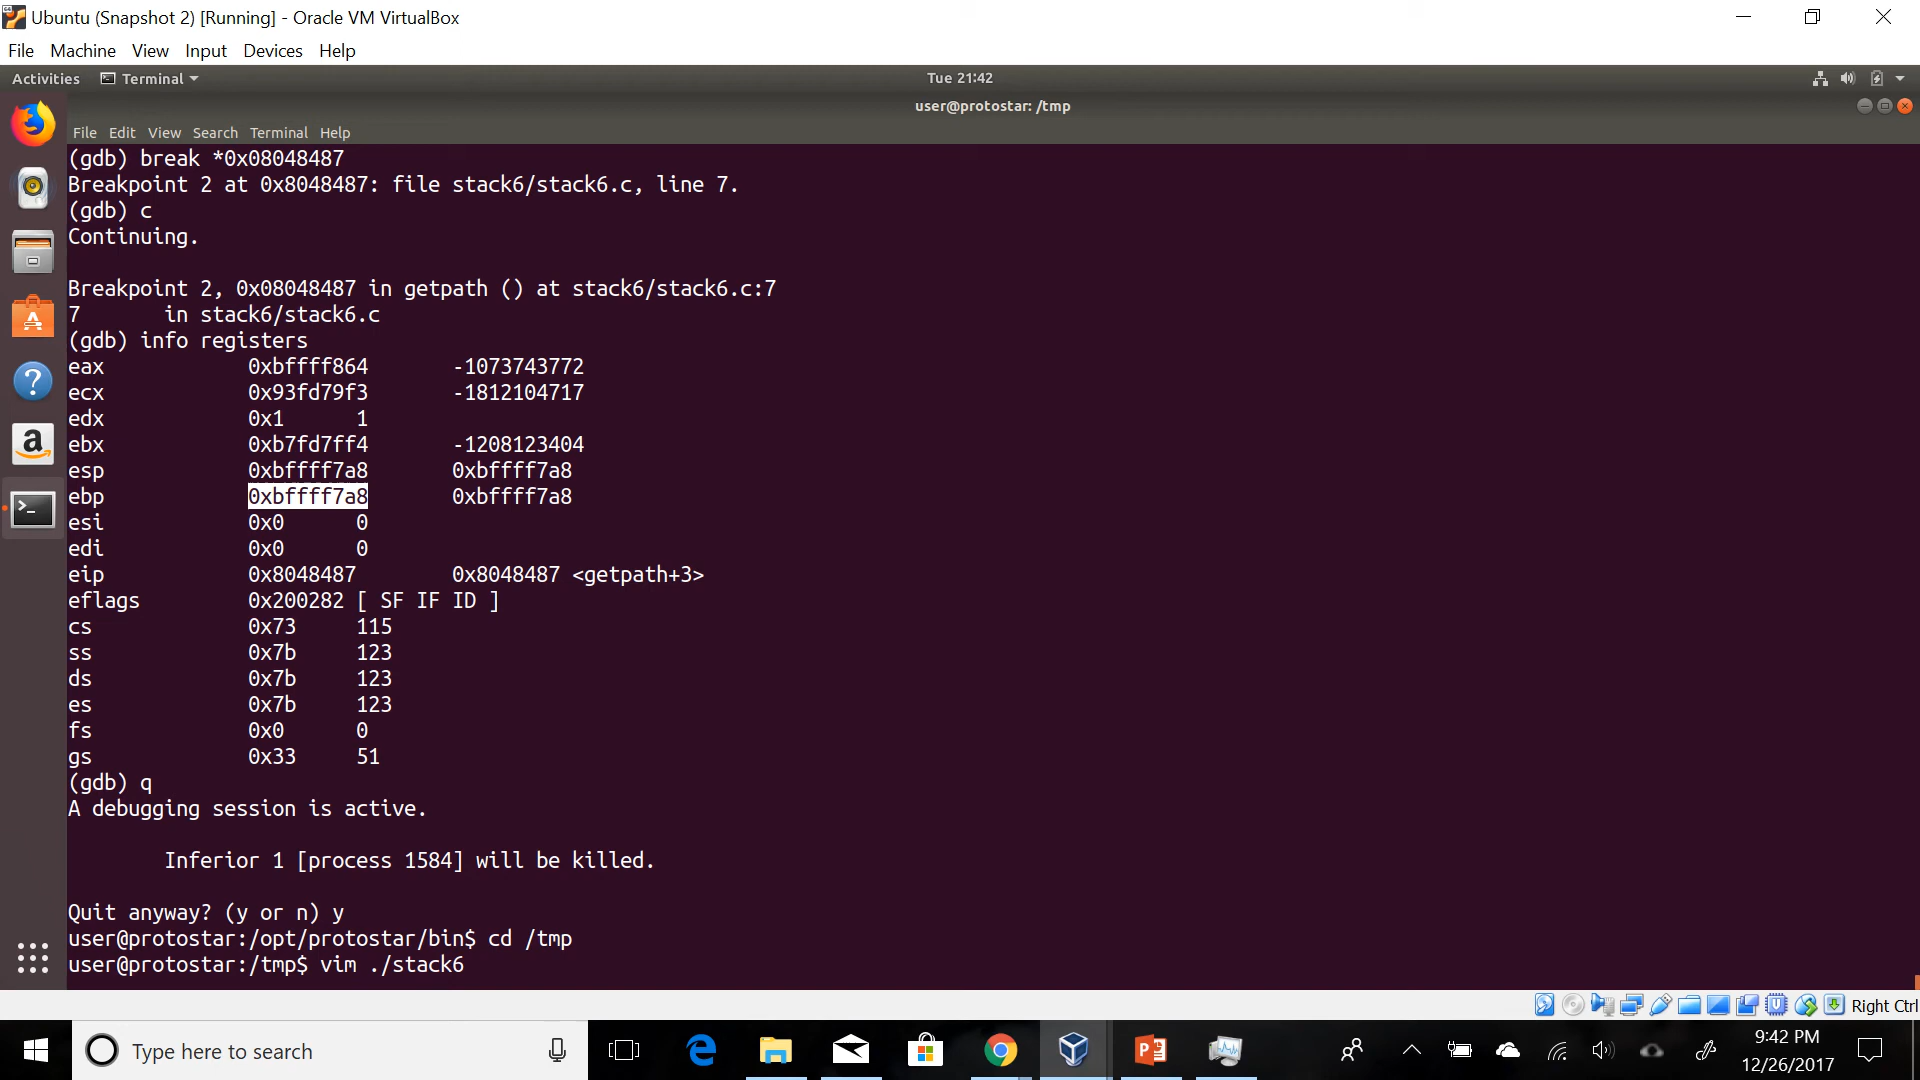 Ubuntu (Snapshot 2) [Running] - Oracle VM VirtualBox
File Machine View Input Devices Help
Activities Terminal Tue 21:42
user@protostar: /tmp
File Edit View Search Terminal Help
(gdb) break *0x08048487
Breakpoint 2 at 0x8048487: file stack6/stack6.c, line 7.
(gdb) c
Continuing.
Breakpoint 2, 0x08048487 in getpath () at stack6/stack6.c:7
7 in stack6/stack6.c
(gdb) info registers
eax 0xbffff864 -1073743772
ecx 0x93fd79f3 -1812104717
edx 0x1 1
ebx 0xb7fd7ff4 -1208123404
esp 0xbffff7a8 0xbffff7a8
ebp 0xbffff7a8 0xbffff7a8
esi 0x0 0
edi 0x0 0
eip 0x8048487 0x8048487 <getpath+3>
eflags 0x200282 [ SF IF ID ]
cs 0x73 115
ss 0x7b 123
ds 0x7b 123
es 0x7b 123
fs 0x0 0
gs 0x33 51
(gdb) q
A debugging session is active.
Inferior 1 [process 1584] will be killed.
Quit anyway? (y or n) y
user@protostar:/opt/protostar/bin$ cd /tmp
user@protostar:/tmp$ vim ./stack6
Right Ctrl
Type here to search
9:42 PM
12/26/2017